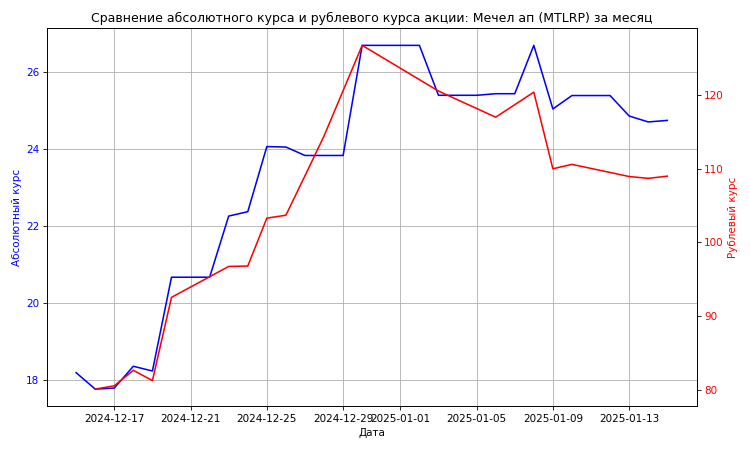 Сравнение абсолютного курса и рублевого курса акции: Мечел ап (MTLRP) за месяц
Абсолютный курс
26
24
22
20
18
120
110
100
90
80
Рублевый курс
2024-12-17 2024-12-21 2024-12-25 2024-12-29 2025-01-01 2025-01-05 2025-01-09 2025-01-13
Дата